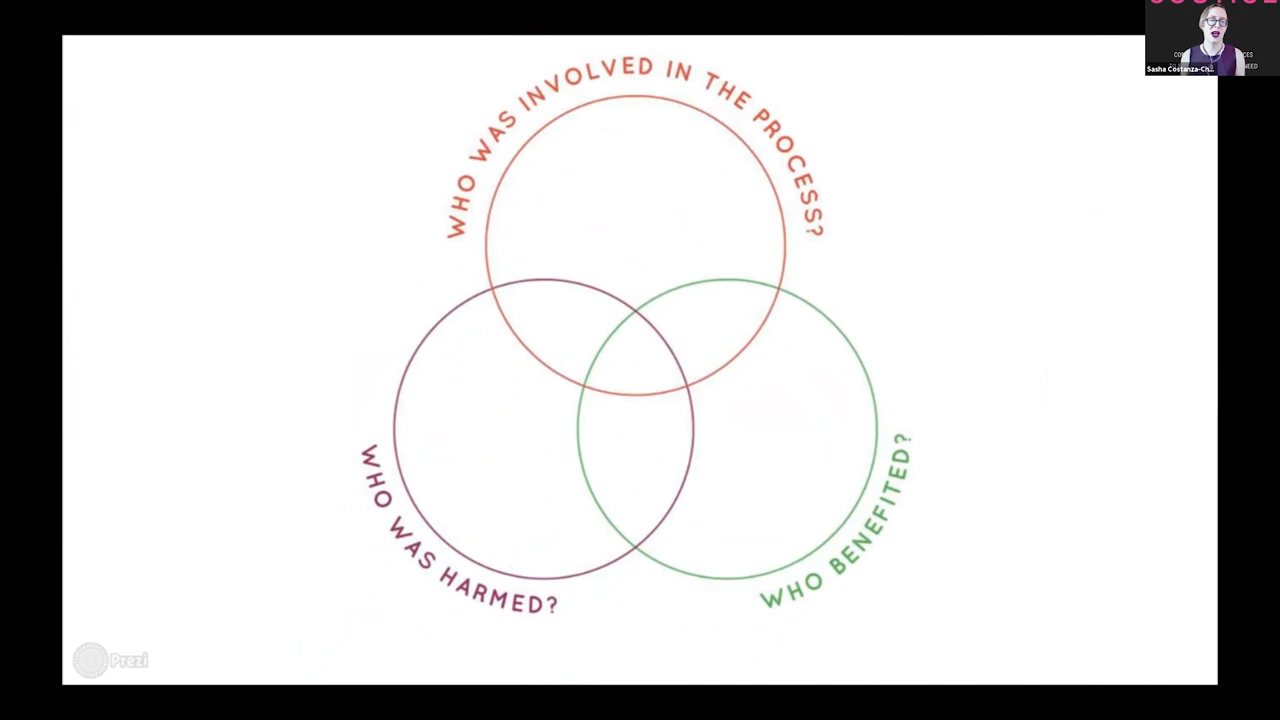 WHO WAS INVOLVED IN THE PROCESS?
WHO WAS HARMED?
WHO BENEFITED?
Prezi
Sasha Costanza-Ch...